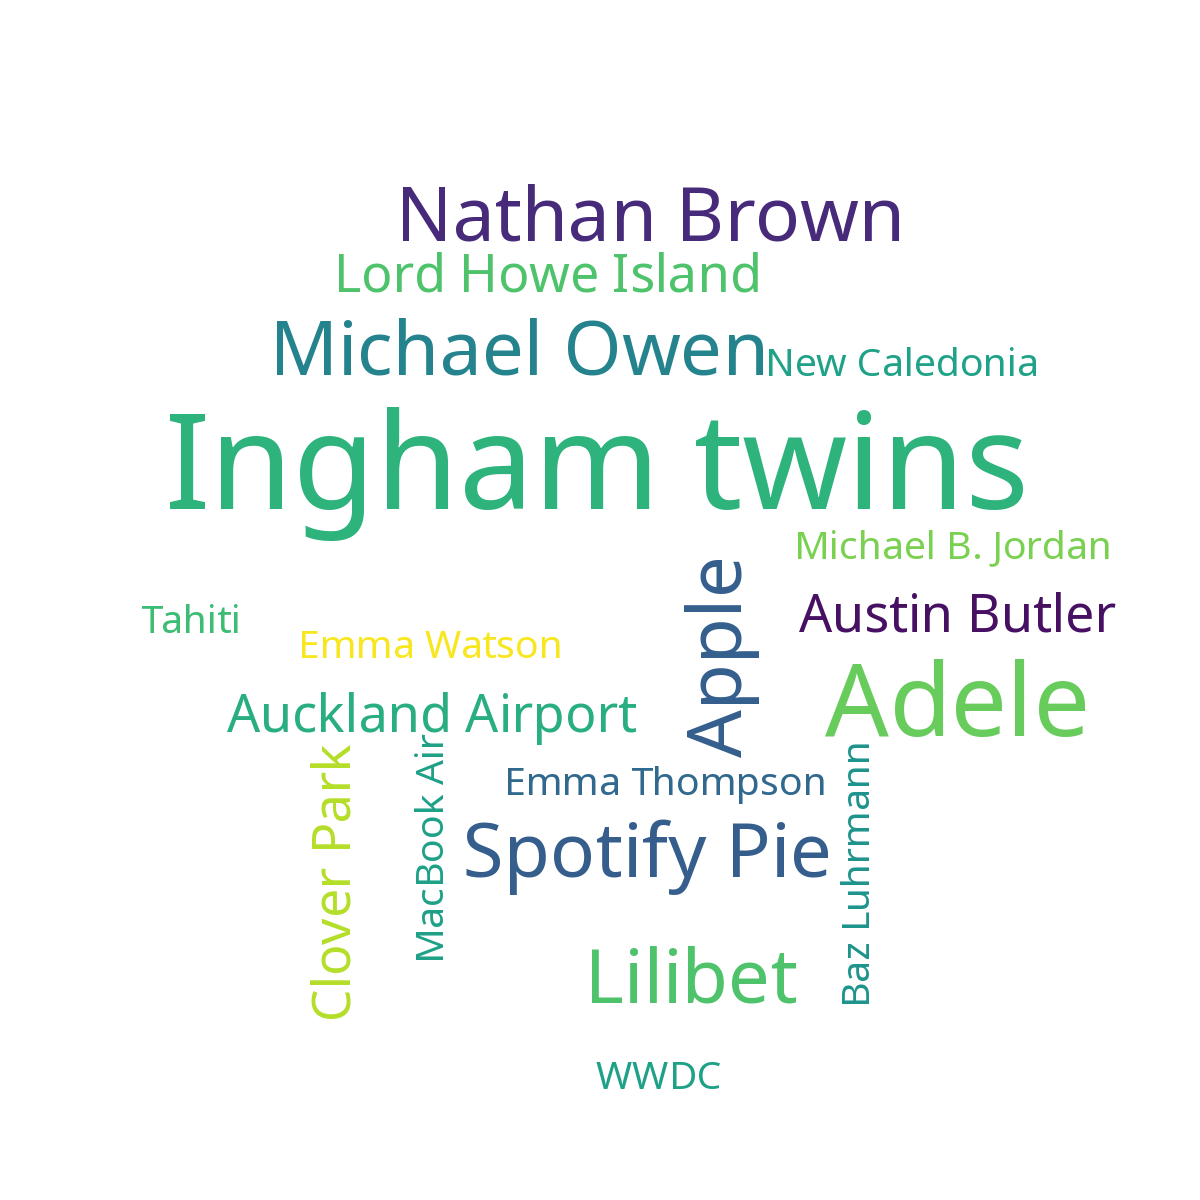 Nathan Brown
Lord Howe Island
Michael Owen
New Caledonia
Ingham twins
Michael B. Jordan
Apple
Austin Butler
Tahiti
Emma Watson
Adele
Auckland Airport
Clover Park
MacBook Air
Emma Thompson
Baz Luhrmann
Spotify Pie
Lilibet
WWDC